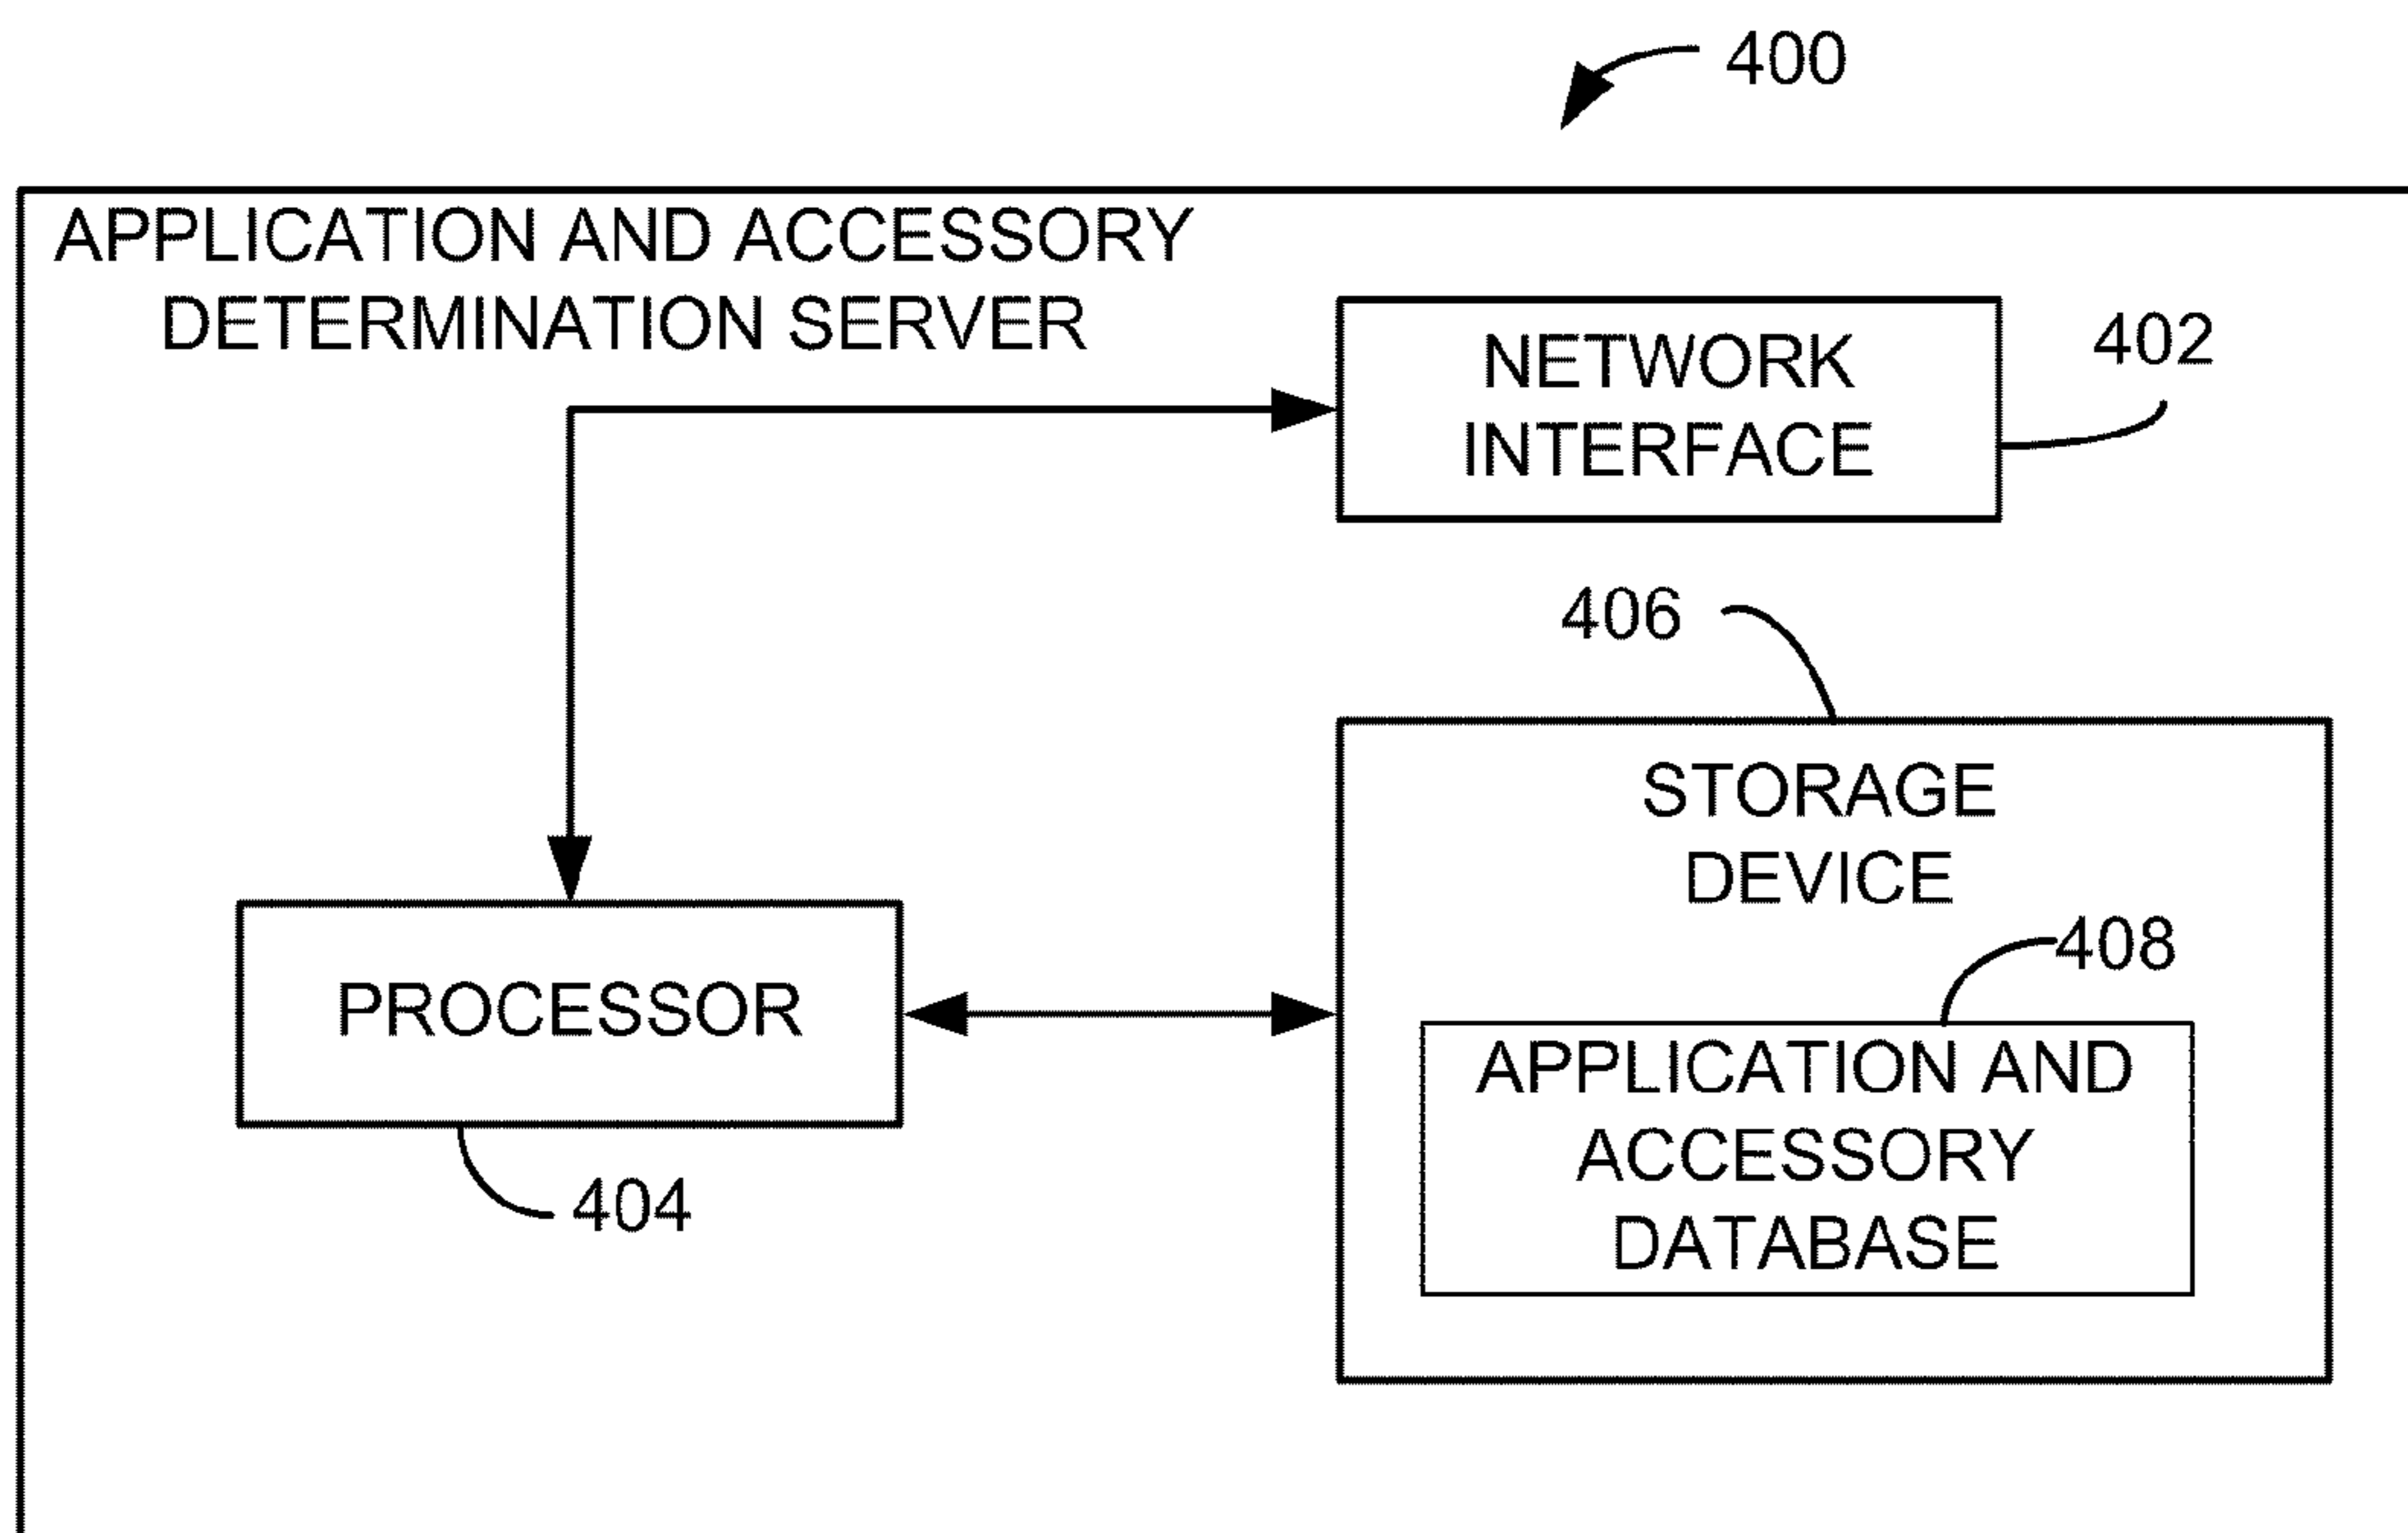 400
APPLICATION AND ACCESSORY
DETERMINATION SERVER
NETWORK
INTERFACE
402
406
STORAGE
DEVICE
408
PROCESSOR
404
APPLICATION AND
ACCESSORY
DATABASE